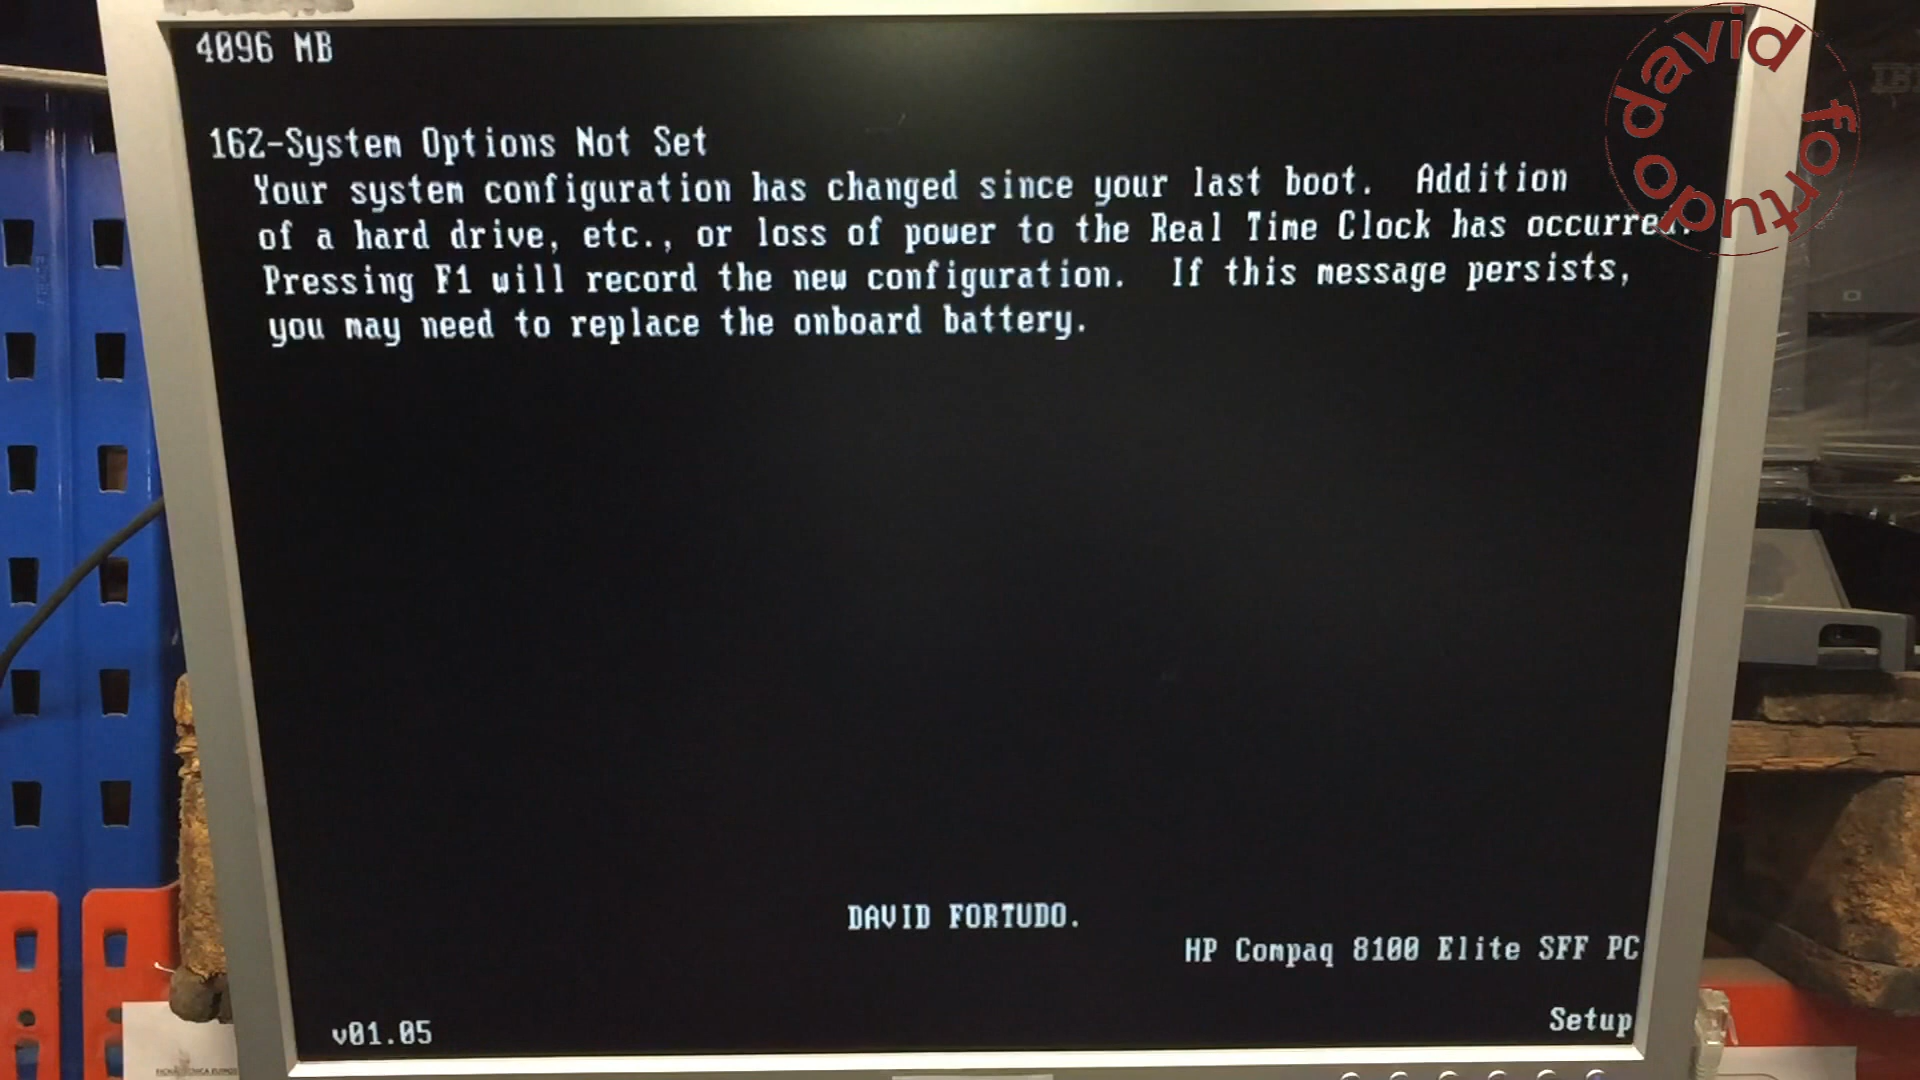 4096 MB
162-System Options Not Set
Your system configuration has changed since your last boot. Addition
of a hard drive, etc., or loss of power to the Real Time Clock has occurred.
Pressing F1 will record the new configuration. If this message persists,
you may need to replace the onboard battery.
DAVID FORTUDO.
HP Compaq 8100 Elite SFF PC
Setup
v01.05
david fortudo